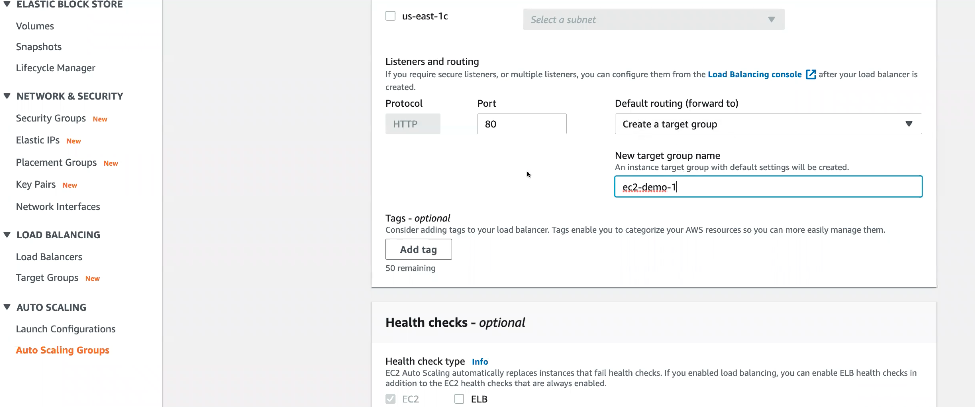 ELASTIC BLOCK STORE
Volumes
Snapshots
Lifecycle Manager
NETWORK & SECURITY
Security Groups New
Elastic IPs New
Placement Groups New
Key Pairs New
Network Interfaces
LOAD BALANCING
Load Balancers
Target Groups New
AUTO SCALING
Launch Configurations
Auto Scaling Groups
us-east-1c
Select a subnet
Listeners and routing
If you require secure listeners, or multiple listeners, you can configure them from the Load Balancing console after your load balancer is
created.
Protocol
Port
Default routing (forward to)
HTTP
80
Create a target group
New target group name
An instance target group with default settings will be created.
ec2-demo-1
Tags - optional
Consider adding tags to your load balancer. Tags enable you to categorize your AWS resources so you can more easily manage them.
Add tag
50 remaining
Health checks - optional
Health check type Info
EC2 Auto Scaling automatically replaces instances that fail health checks. If you enabled load balancing, you can enable ELB health checks in
addition to the EC2 health checks that are always enabled.
EC2
ELB